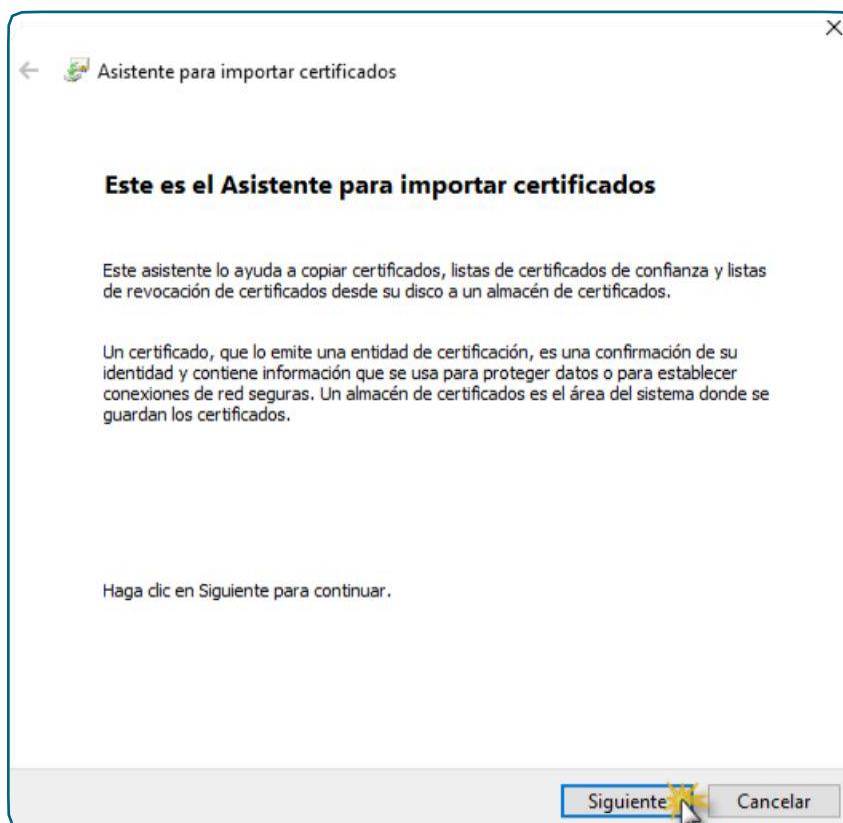 Asistente para importar certificados
Este es el Asistente para importar certificados
Este asistente lo ayuda a copiar certificados, listas de certificados de confianza y listas
de revocación de certificados desde su disco a un almacén de certificados.
Un certificado, que lo emite una entidad de certificación, es una confirmación de su
identidad y contiene información que se usa para proteger datos o para establecer
conexiones de red seguras. Un almacén de certificados es el área del sistema donde se
guardan los certificados.
Haga clic en Siguiente para continuar.
Siguiente Cancelar